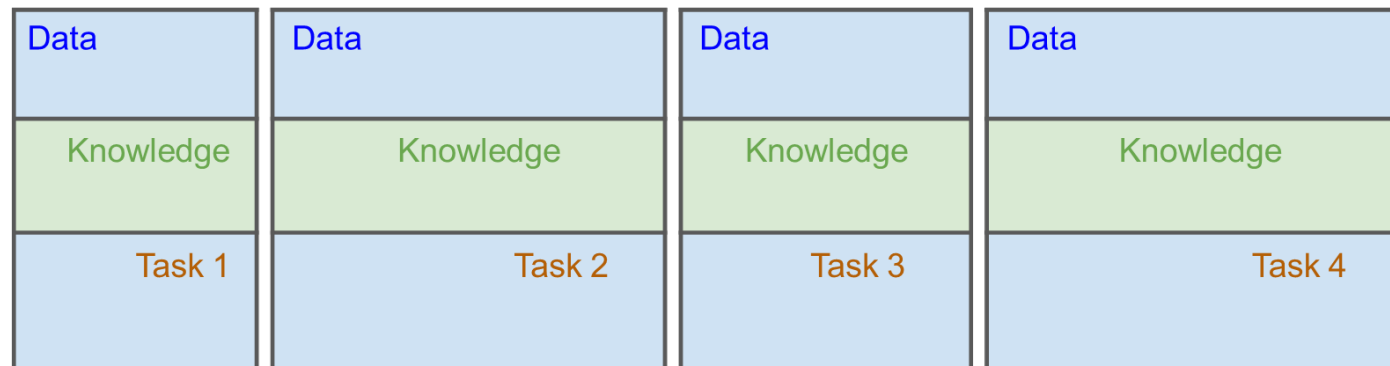 Data Data Data Data
Knowledge Knowledge Knowledge Knowledge
Task 1 Task 2 Task 3 Task 4